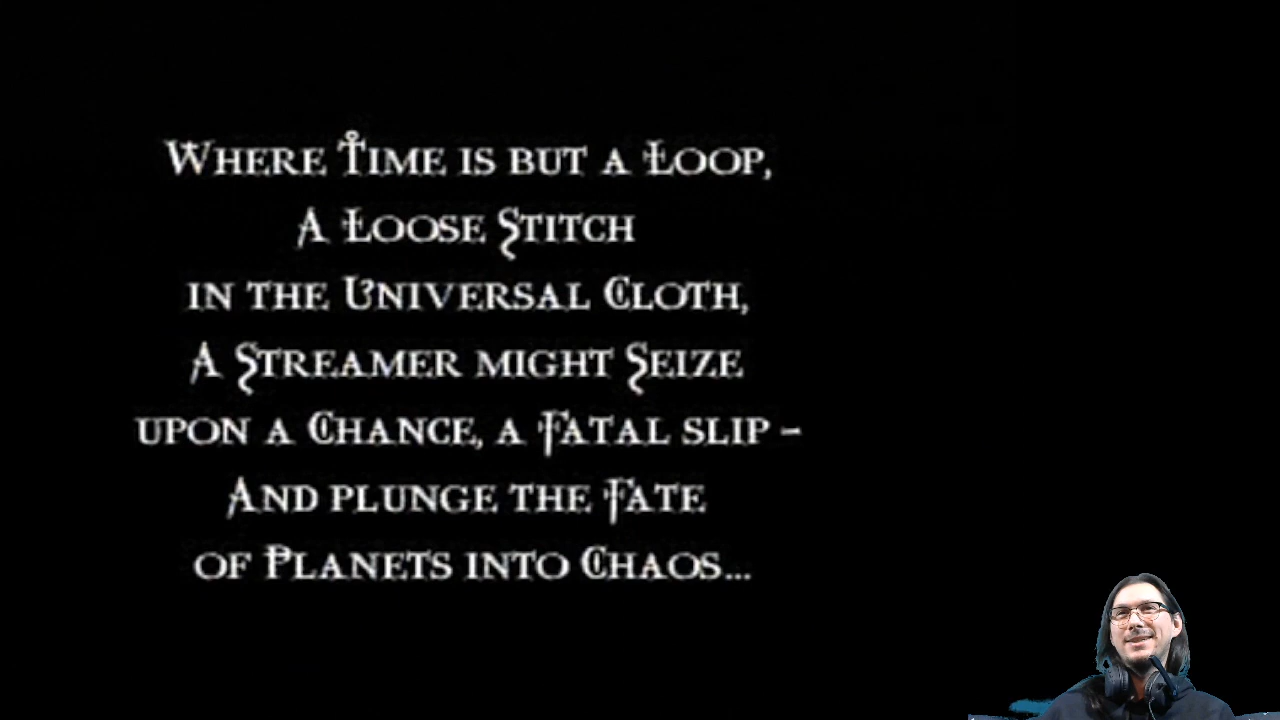 Where Time is but a Loop,
A Loose Stitch
in the Universal Cloth,
A Streamer might Seize
upon a Chance, a Fatal slip –
And plunge the Fate
of Planets into Chaos...